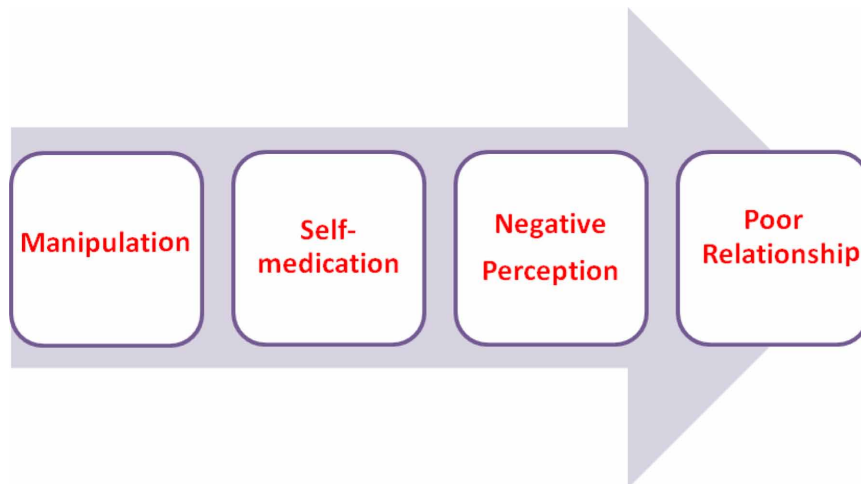 Manipulation
Self-
medication
Negative
Perception
Poor
Relationship